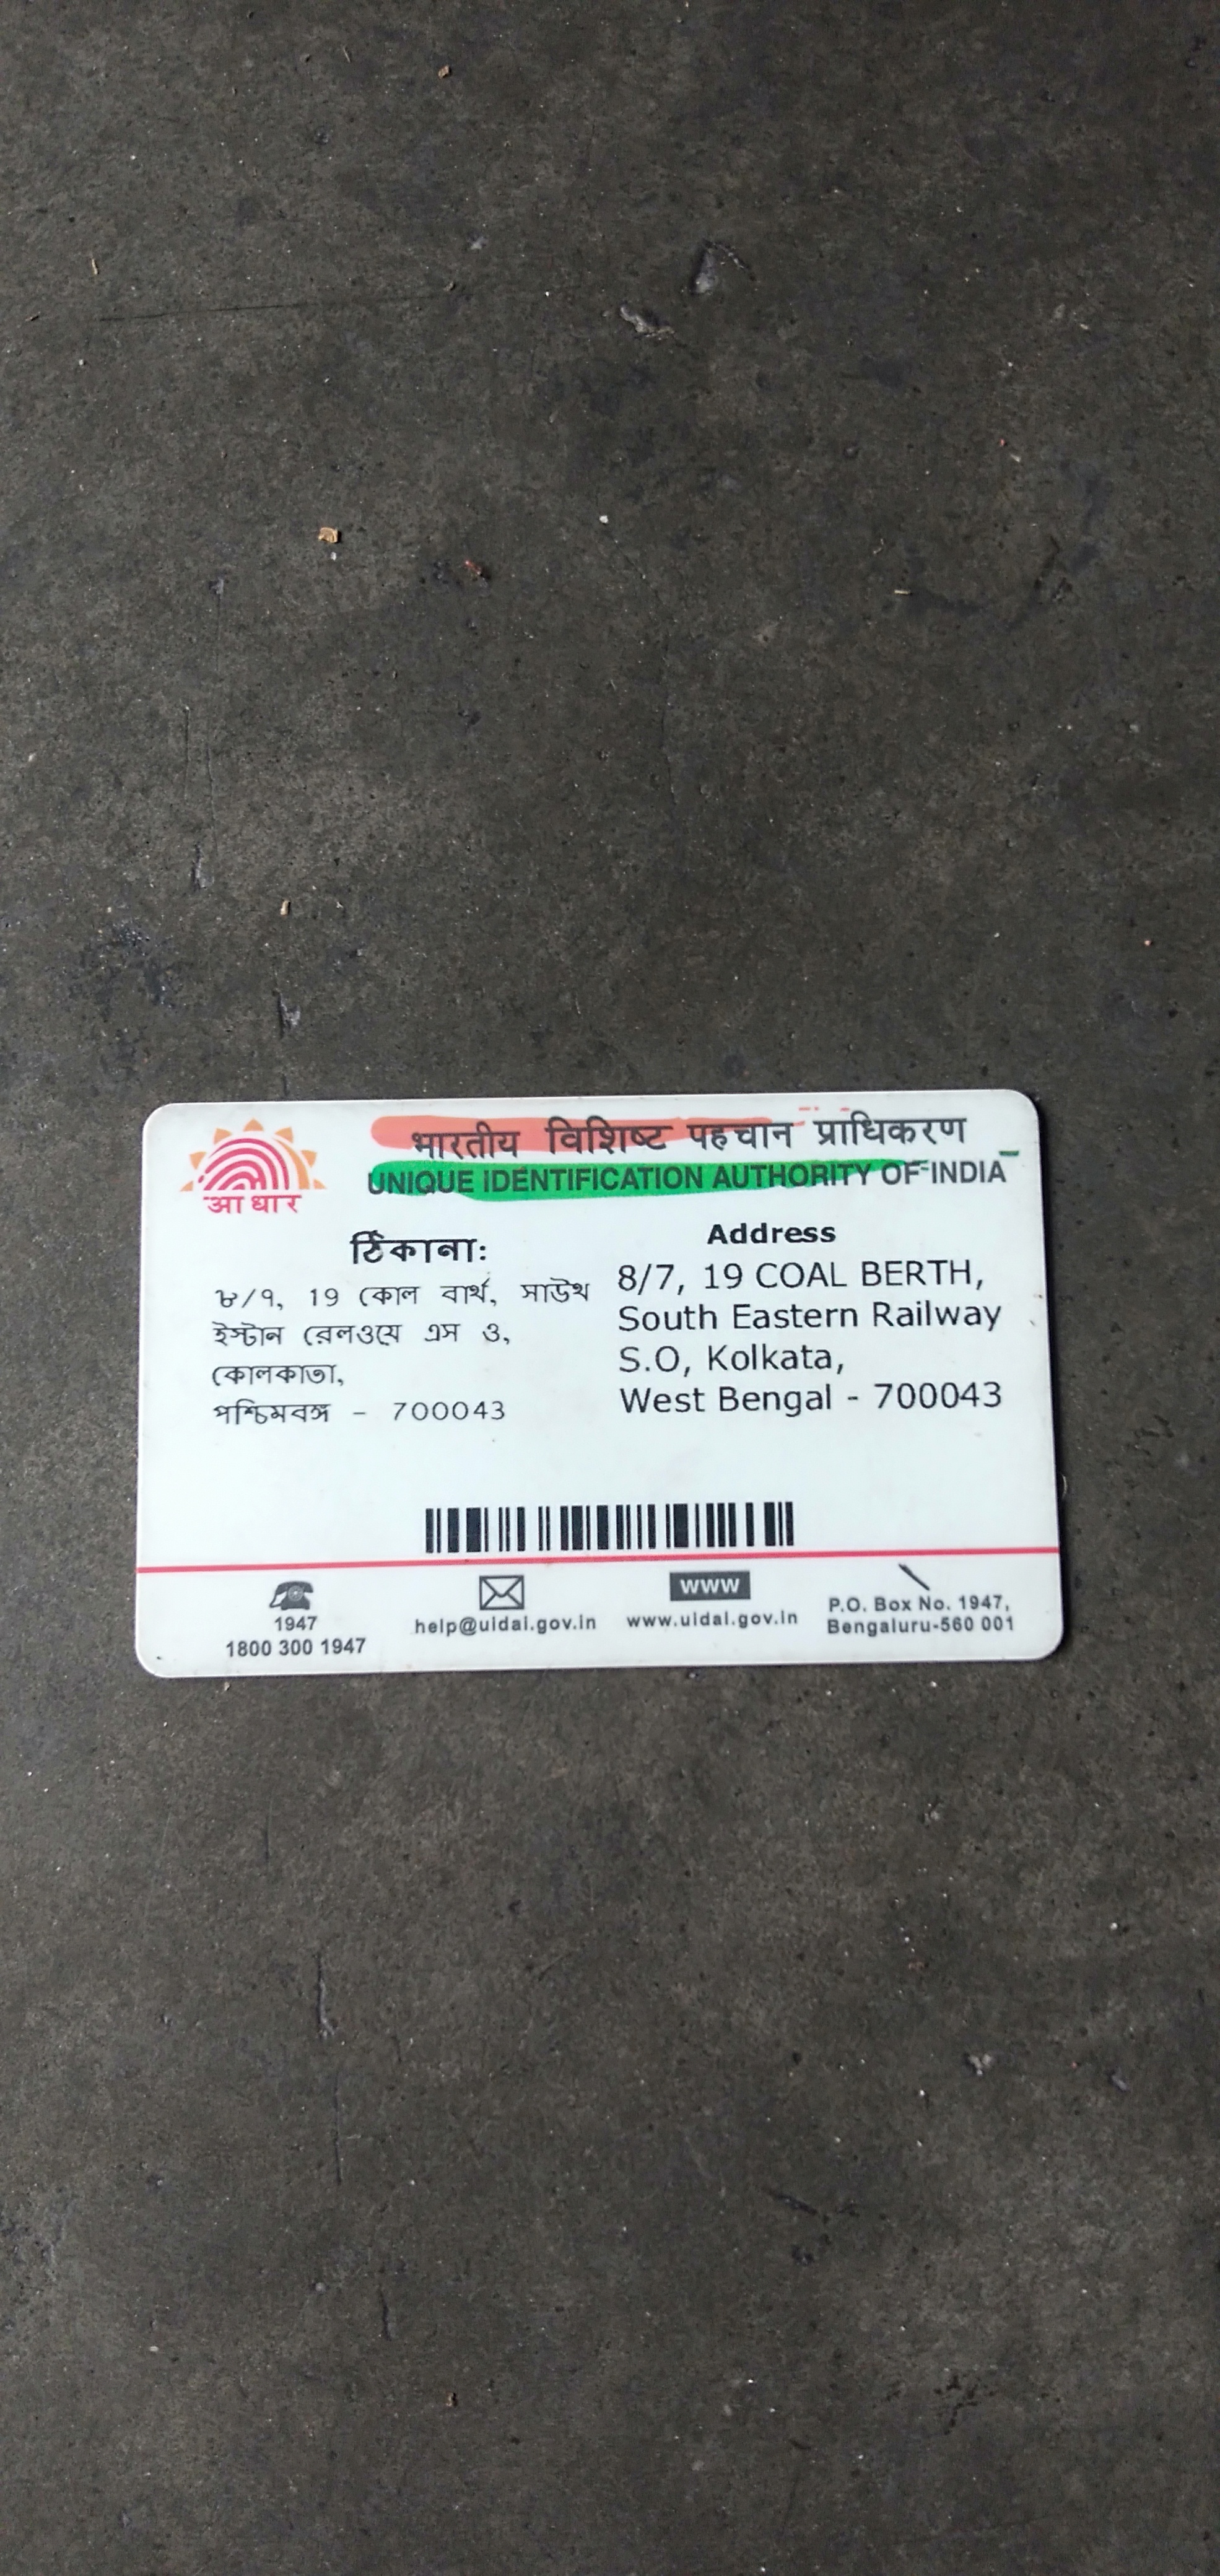 भारतीय विशिष्ट पहचान प्राधिकरण
UNIQUE IDENTIFICATION AUTHORITY OF INDIA
आधार
ঠিকানা:
৮/৭, 19 কোল বার্থ, সাউথ
ইস্টান রেলওযে এস ও,
কোলকাতা,
পশ্চিমবঙ্গ - 700043
Address
8/7, 19 COAL BERTH,
South Eastern Railway
S.O, Kolkata,
West Bengal - 700043
1947
1800 300 1947
help@uidai.gov.in
www
www.uidai.gov.in
P.O. Box No. 1947,
Bengaluru-560 001